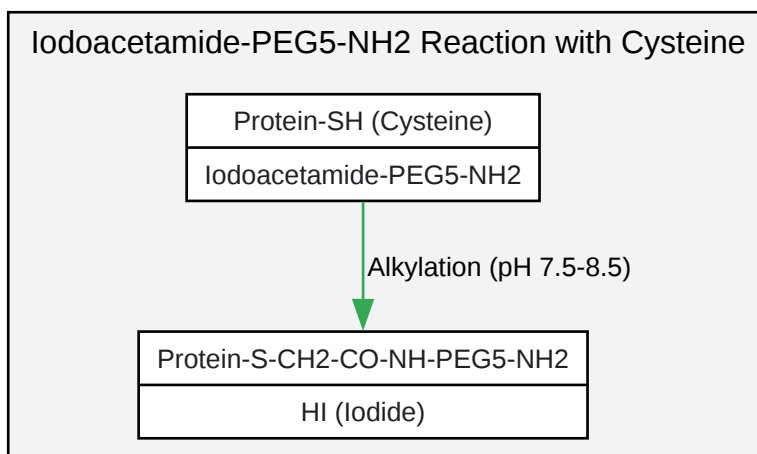 Iodoacetamide-PEG5-NH2 Reaction with Cysteine
Protein-SH (Cysteine)
Iodoacetamide-PEG5-NH2
Alkylation (pH 7.5-8.5)
Protein-S-CH2-CO-NH-PEG5-NH2
HI (Iodide)